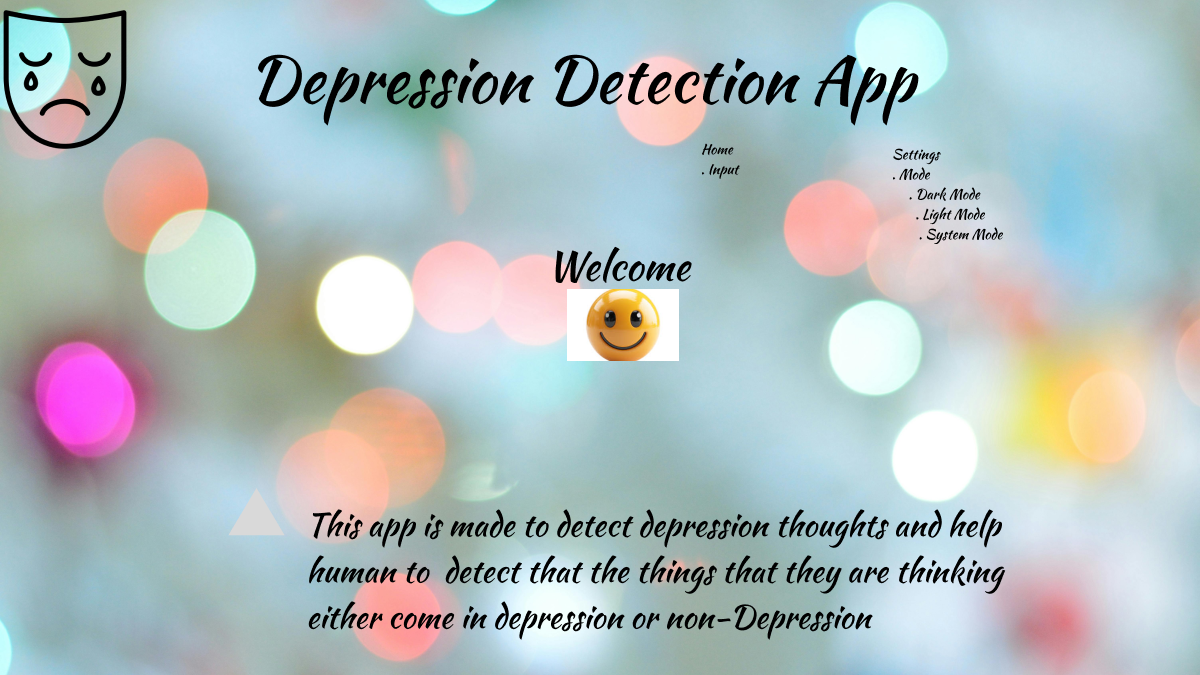 Depression Detection App
Home
. Input
Settings
. Mode
. Dark Mode
. Light Mode
. System Mode
Welcome
This app is made to detect depression thoughts and help
human to  detect that the things that they are thinking
either come in depression or non-Depression